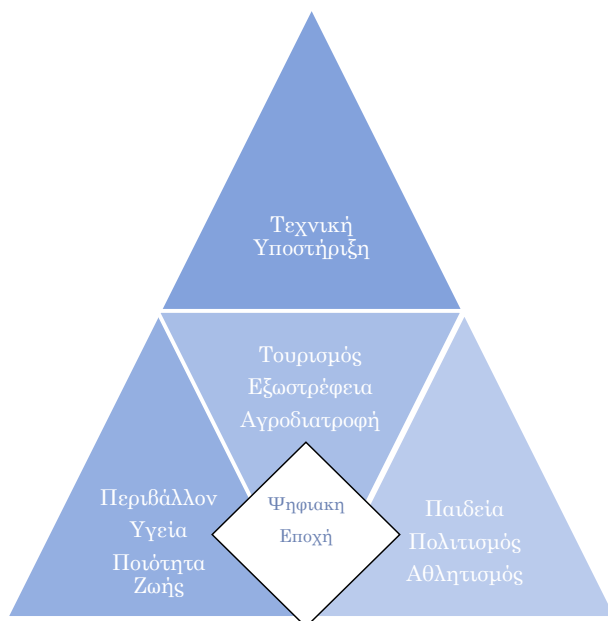 Τεχνική
Υποστήριξη
Τουρισμός
Εξωστρέφεια
Αγροδιατροφή
Περιβάλλον
Υγεία
Ποιότητα
Ζωής
Ψηφιακη
Εποχή
Παιδεία
Πολιτισμός
Αθλητισμός